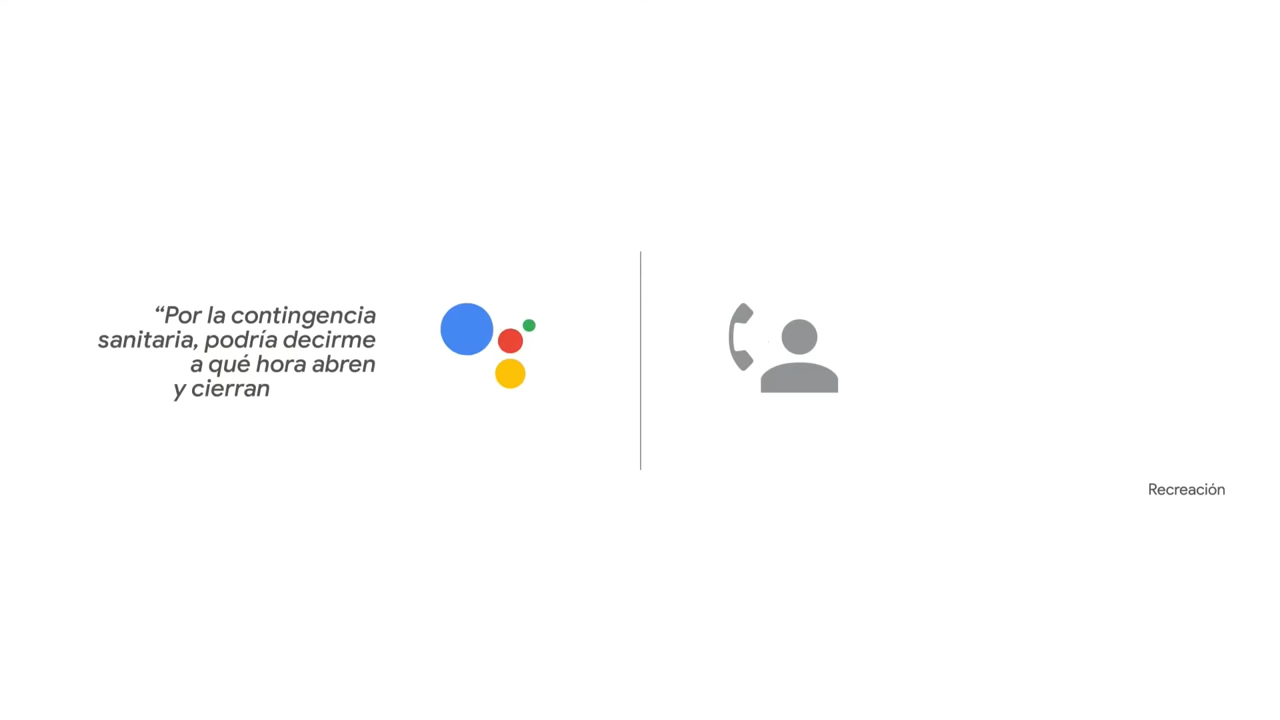 “Por la contingencia
sanitaria, podría decirme
a qué hora abren
y cierran
Recreación